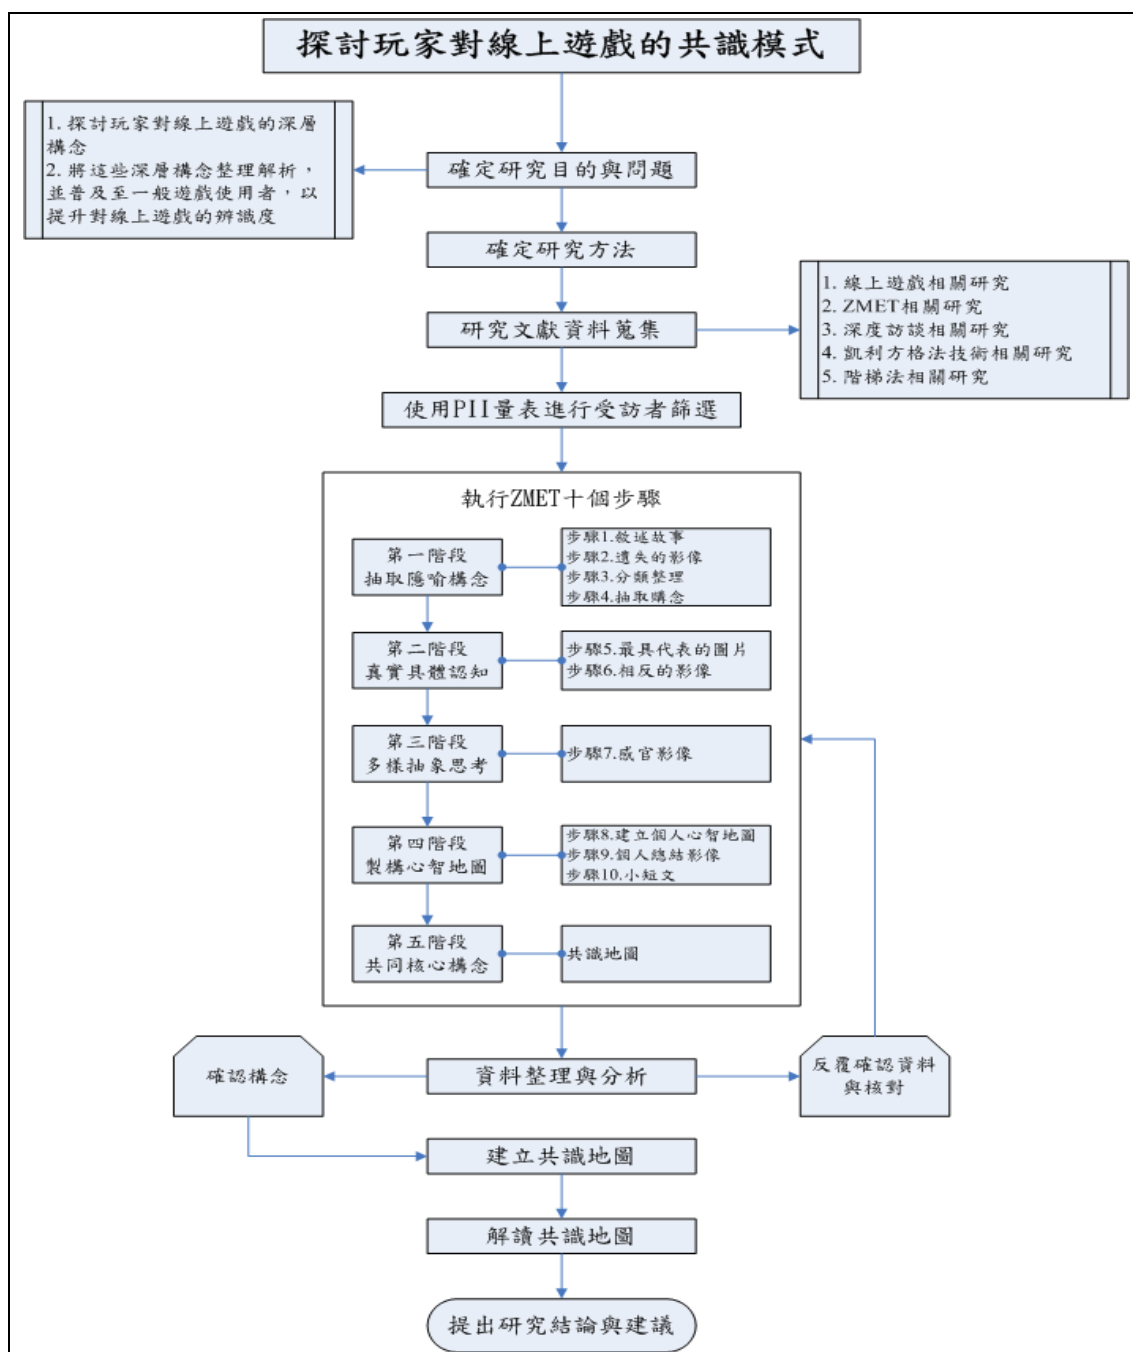 探討玩家對線上遊戲的共識模式
1. 探討玩家對線上遊戲的深層
構念
2. 將這些深層構念整理解析，
並普及至一般遊戲使用者，以
提升對線上遊戲的辨識度
確定研究目的與問題
確定研究方法
1. 線上遊戲相關研究
2. ZMET相關研究
3. 深度訪談相關研究
4. 凱利方格法技術相關研究
5. 階梯法相關研究
研究文獻資料蒐集
使用PII量表進行受訪者篩選
執行ZMET十個步驟
第一階段
抽取隱喻構念
步驟1.敘述故事
步驟2.遺失的影像
步驟3.分類整理
步驟4.抽取購念
第二階段
真實具體認知
步驟5.最具代表的圖片
步驟6.相反的影像
第三階段
多樣抽象思考
步驟7.感官影像
第四階段
製構心智地圖
步驟8.建立個人心智地圖
步驟9.個人總結影像
步驟10.小短文
第五階段
共同核心構念
共識地圖
確認構念
資料整理與分析
反覆確認資料
與核對
建立共識地圖
解讀共識地圖
提出研究結論與建議